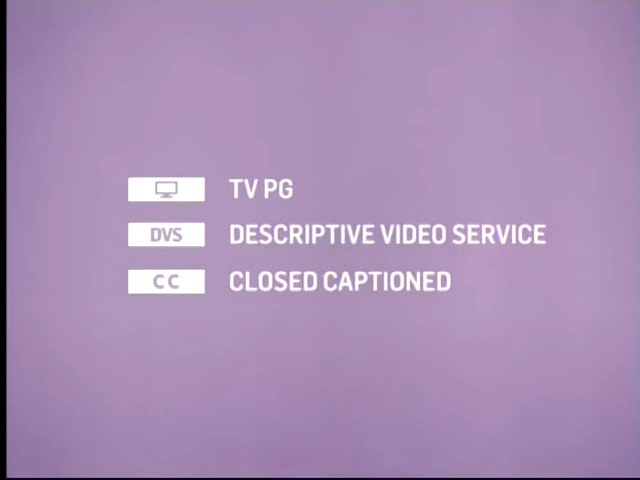 TV PG
DVS DESCRIPTIVE VIDEO SERVICE
CC CLOSED CAPTIONED